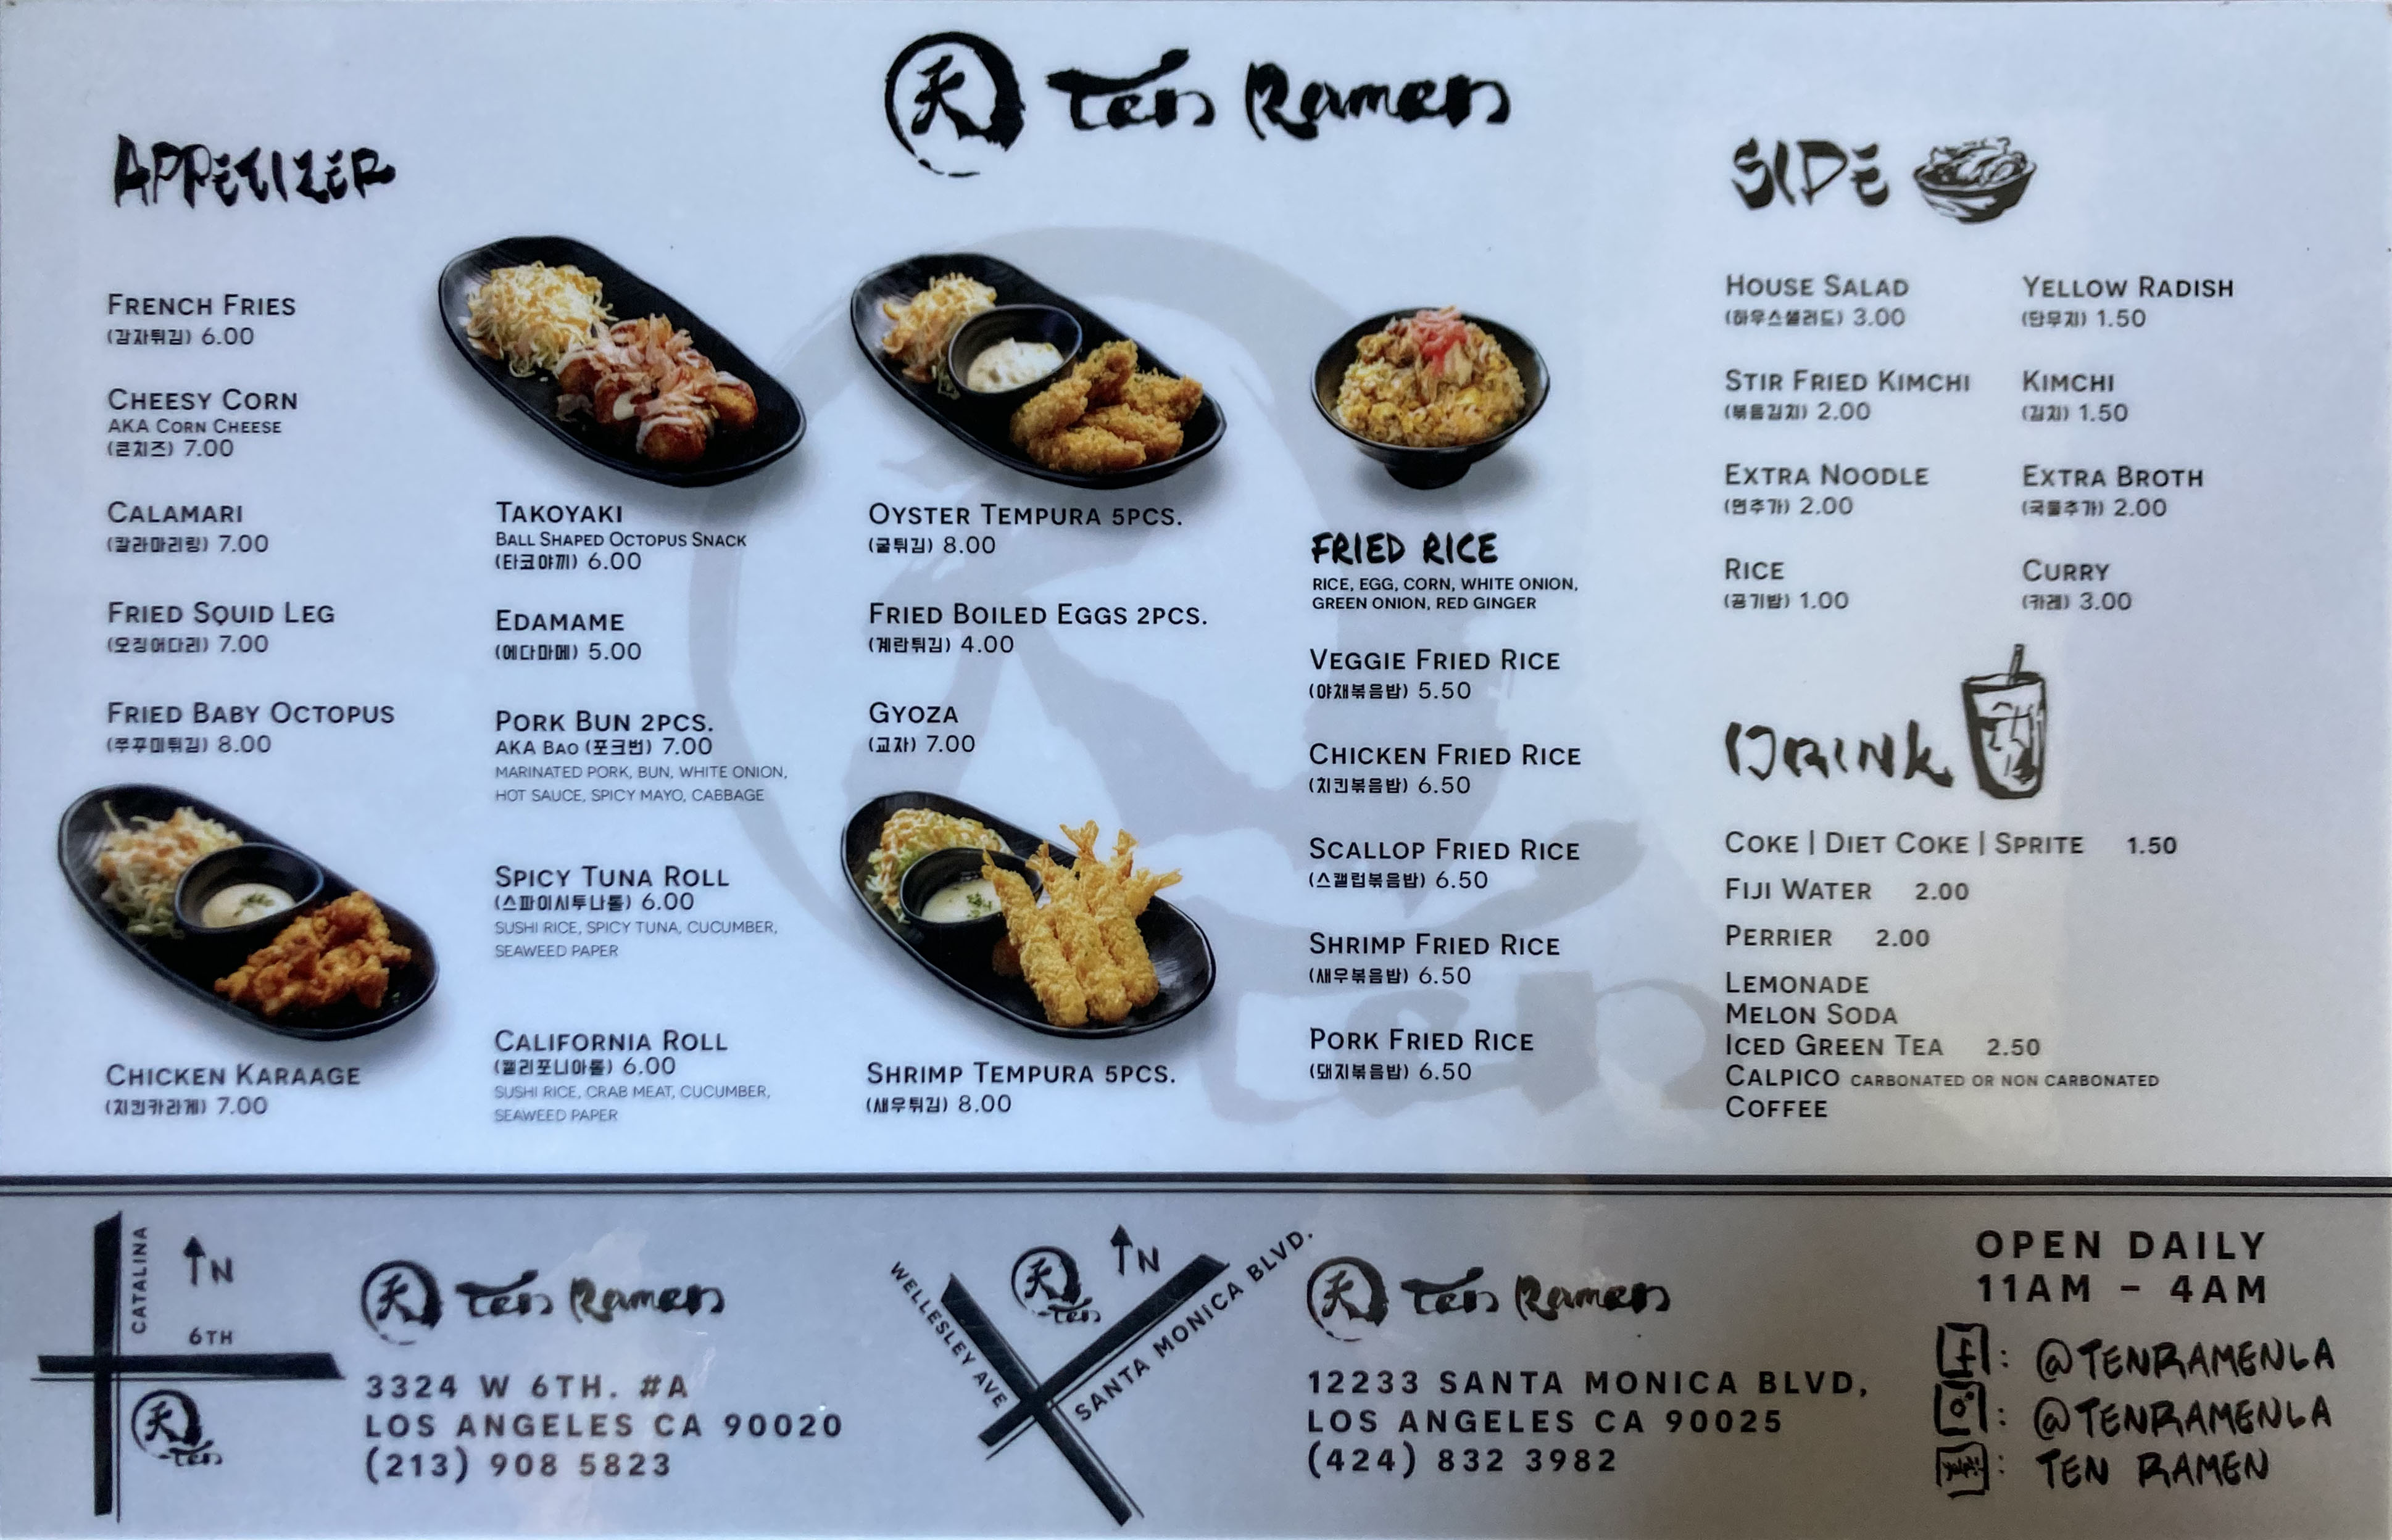 天 Ten Ramen
APPETIZER
FRENCH FRIES
(감자튀김) 6.00
CHEESY CORN
AKA CORN CHEESE
(콘치즈) 7.00
CALAMARI
(깔라마리링) 7.00
FRIED SQUID LEG
(오징어다리) 7.00
FRIED BABY OCTOPUS
(쭈꾸미튀김) 8.00
CHICKEN KARAAGE
(치킨카라게) 7.00
TAKOYAKI
BALL SHAPED OCTOPUS SNACK
(타코야끼) 6.00
EDAMAME
(에다마메) 5.00
PORK BUN 2PCS.
AKA BAO (포크번) 7.00
MARINATED PORK, BUN, WHITE ONION,
HOT SAUCE, SPICY MAYO, CABBAGE
SPICY TUNA ROLL
(스파이시투나롤) 6.00
SUSHI RICE, SPICY TUNA, CUCUMBER,
SEAWEED PAPER
CALIFORNIA ROLL
(캘리포니아롤) 6.00
SUSHI RICE, CRAB MEAT, CUCUMBER,
SEAWEED PAPER
OYSTER TEMPURA 5PCS.
(굴튀김) 8.00
FRIED BOILED EGGS 2PCS.
(계란튀김) 4.00
GYOZA
(교자) 7.00
SHRIMP TEMPURA 5PCS.
(새우튀김) 8.00
FRIED RICE
RICE, EGG, CORN, WHITE ONION,
GREEN ONION, RED GINGER
VEGGIE FRIED RICE
(야채볶음밥) 5.50
CHICKEN FRIED RICE
(치킨볶음밥) 6.50
SCALLOP FRIED RICE
(스캘럽볶음밥) 6.50
SHRIMP FRIED RICE
(새우볶음밥) 6.50
PORK FRIED RICE
(돼지볶음밥) 6.50
SIDE
HOUSE SALAD
(하우스샐러드) 3.00
STIR FRIED KIMCHI
(볶음김치) 2.00
EXTRA NOODLE
(면추가) 2.00
RICE
(공기밥) 1.00
YELLOW RADISH
(단무지) 1.50
KIMCHI
(김치) 1.50
EXTRA BROTH
(국물추가) 2.00
CURRY
(카레) 3.00
DRINK
COKE | DIET COKE | SPRITE 1.50
FIJI WATER 2.00
PERRIER 2.00
LEMONADE
MELON SODA
ICED GREEN TEA 2.50
CALPICO CARBONATED OR NON CARBONATED
COFFEE
Ten
CATALINA
N
6TH
天 Ten
天 Ten Ramen
3324 W 6TH. #A
LOS ANGELES CA 90020
(213) 908 5823
WELLESLEY AVE
天 Ten
N
SANTA MONICA BLVD.
天 Ten Ramen
12233 SANTA MONICA BLVD,
LOS ANGELES CA 90025
(424) 832 3982
OPEN DAILY
11AM - 4AM
f : @TENRAMENLA
: @TENRAMENLA
: TEN RAMEN